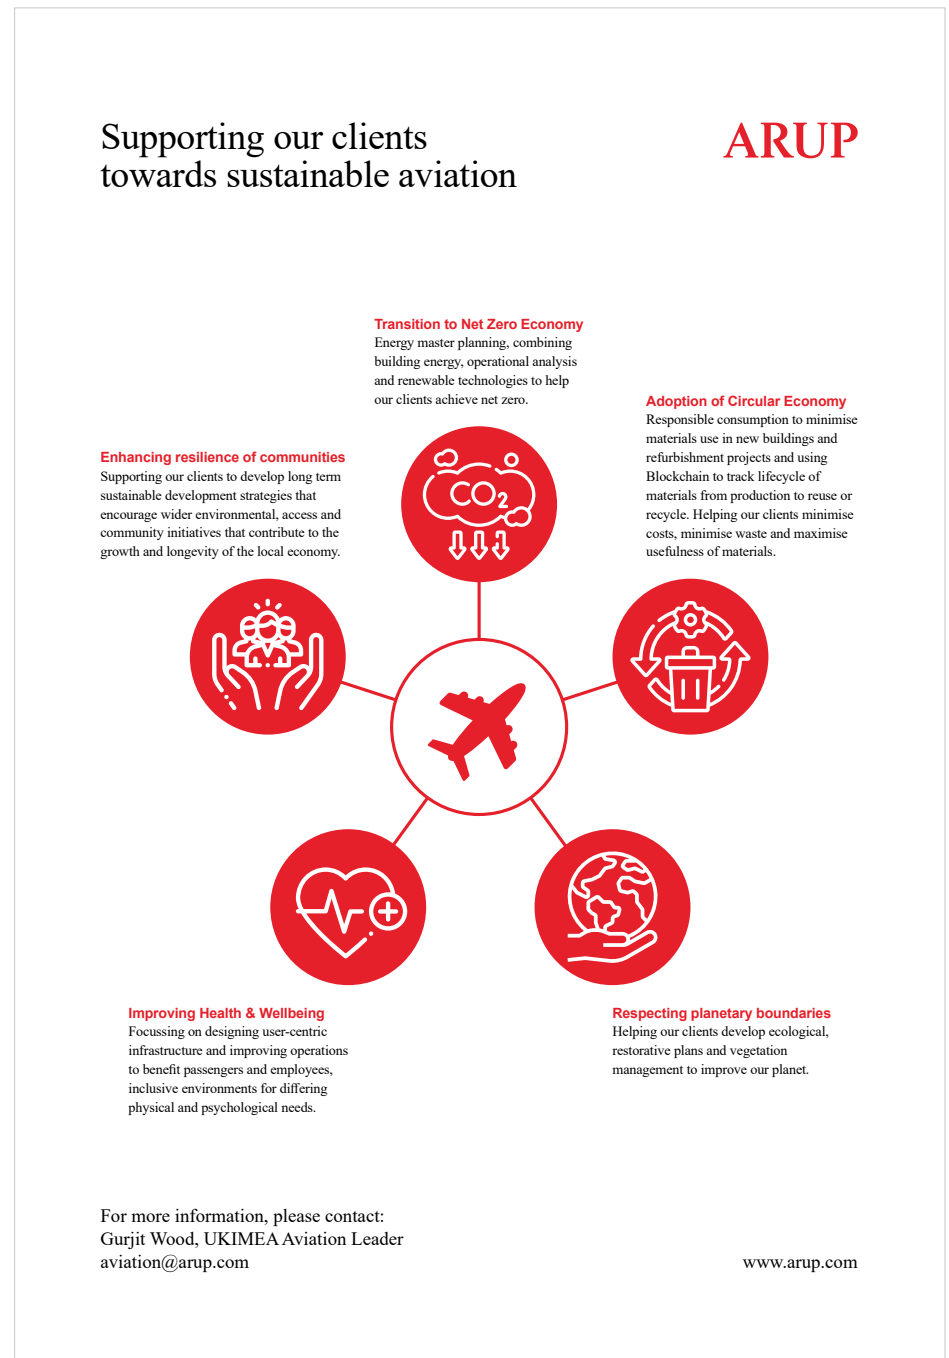 Supporting our clients
towards sustainable aviation
ARUP
Transition to Net Zero Economy
Energy master planning, combining
building energy, operational analysis
and renewable technologies to help
our clients achieve net zero.
Adoption of Circular Economy
Responsible consumption to minimise
materials use in new buildings and
refurbishment projects and using
Blockchain to track lifecycle of
materials from production to reuse or
recycle. Helping our clients minimise
costs, minimise waste and maximise
usefulness of materials.
Enhancing resilience of communities
Supporting our clients to develop long term
sustainable development strategies that
encourage wider environmental, access and
community initiatives that contribute to the
growth and longevity of the local economy.
CO2
Improving Health & Wellbeing
Focussing on designing user-centric
infrastructure and improving operations
to benefit passengers and employees,
inclusive environments for differing
physical and psychological needs.
Respecting planetary boundaries
Helping our clients develop ecological,
restorative plans and vegetation
management to improve our planet.
For more information, please contact:
Gurjit Wood, UKIMEA Aviation Leader
aviation@arup.com
www.arup.com